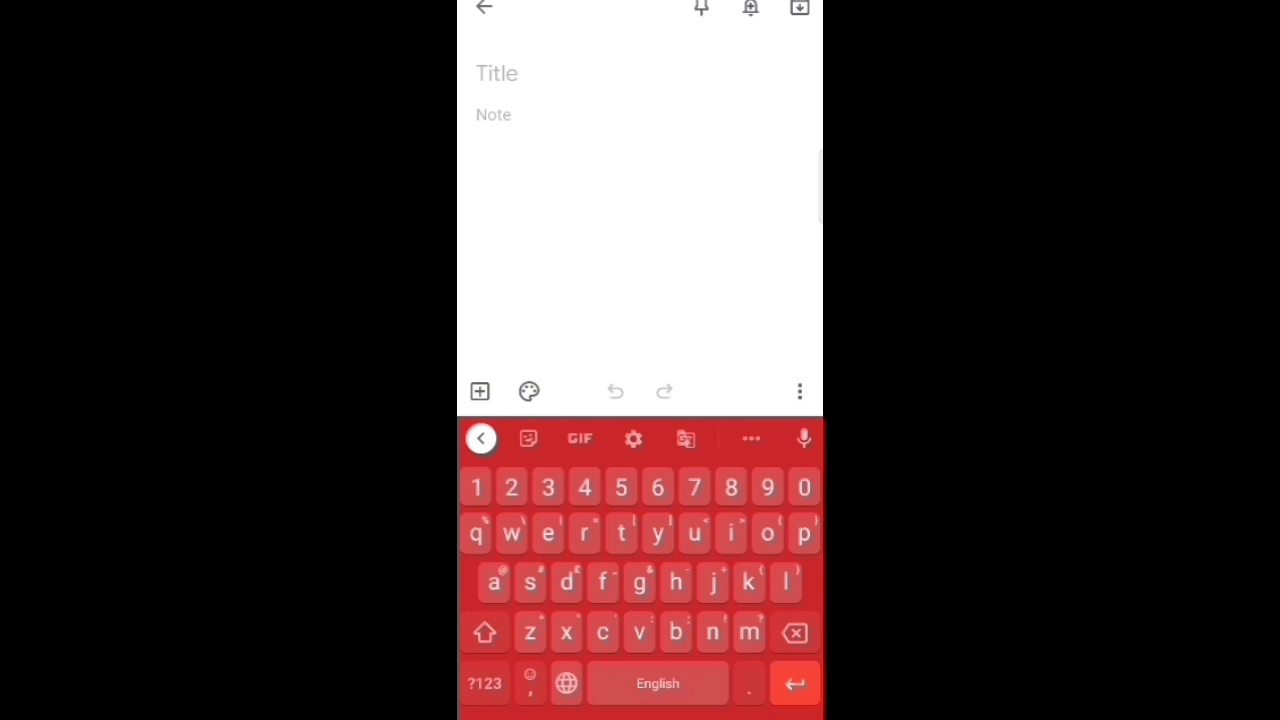 Title
Note
GIF
1 2 3 4 5 6 7 8 9 0
q w e r t y u i o p
a s d f g h j k l
z x c v b n m
?123 , English .